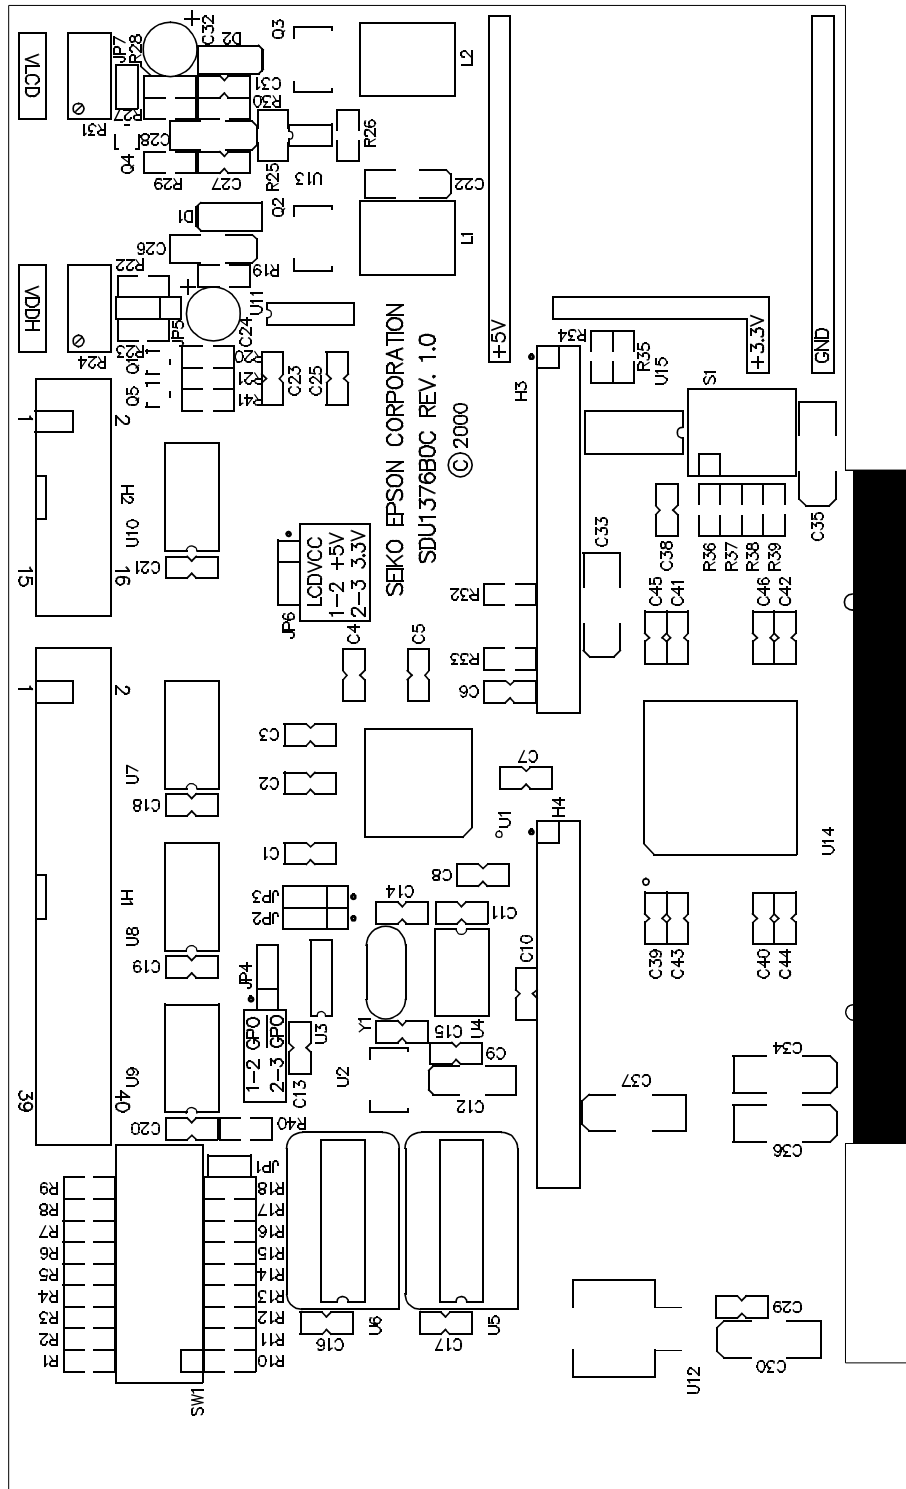 VLCD
R31
JP7
R28
C32
D2
C31
R30
R27
C28
Q4
R29
C27
R25
U13
R26
Q3
L2
C22
Q2
L1
D1
C26
R19
VDDH
R24
R22
R23
JP5
C24
U11
Q1
Q5
R20
R21
R41
C23
C25
SEIKO EPSON CORPORATION
SDU1376B0C REV. 1.0
© 2000
+5V
+3.3V
GND
R34
R35
U15
S1
H3
C35
C33
C38
R36
R37
R38
R39
C45
C41
C46
C42
1
2
H2
15
16
U10
C21
JP6
LCDVCC
1-2 +5V
2-3 3.3V
R32
R33
C4
C5
C6
1
2
H1
39
40
U7
C18
U8
C19
U9
C20
C3
C2
C1
C7
U1
H4
U14
C8
JP3
JP2
C14
C11
JP4
1-2 GPO
2-3 GPO
U3
C13
Y1
C15
U4
C10
U2
C9
C12
C39
C43
C40
C44
C34
C36
C37
R40
JP1
R9
R8
R7
R6
R5
R4
R3
R2
R1
R18
R17
R16
R15
R14
R13
R12
R11
R10
SW1
U6
C16
U5
C17
U12
C29
C30